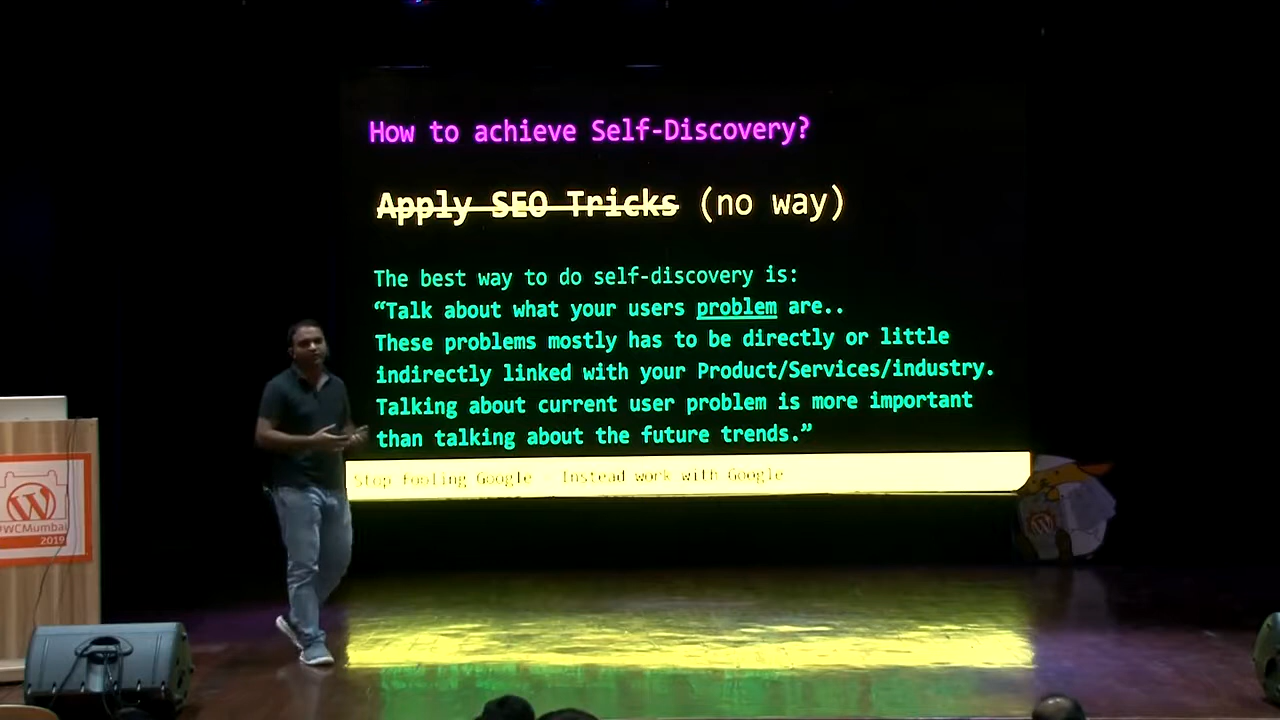 How to achieve Self-Discovery?
Apply SEO Tricks (no way)
The best way to do self-discovery is:
“Talk about what your users problem are..
These problems mostly has to be directly or little
indirectly linked with your Product/Services/industry.
Talking about current user problem is more important
than talking about the future trends.”
Stop Fooling Google Instead work with Google
#WCMumbai
2019